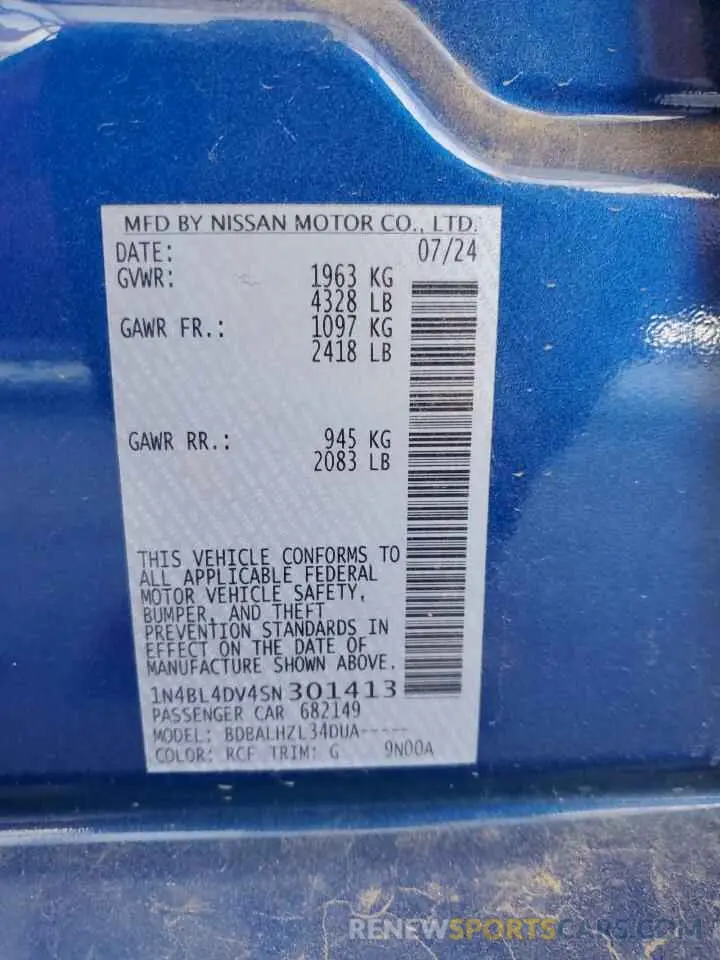 MFD BY NISSAN MOTOR CO., LTD.
DATE: 07/24
GVWR: 1963 KG
4328 LB
GAWR FR.: 1097 KG
2418 LB
GAWR RR.: 945 KG
2083 LB
THIS VEHICLE CONFORMS TO
ALL APPLICABLE FEDERAL
MOTOR VEHICLE SAFETY,
BUMPER, AND THEFT
PREVENTION STANDARDS IN
EFFECT ON THE DATE OF
MANUFACTURE SHOWN ABOVE.
1N4BL4DV4SN301413
PASSENGER CAR 682149
MODEL: BDBALHZL34DUA-----
COLOR: RCF TRIM: G 9N00A
RENEWSPORTSCARS.COM